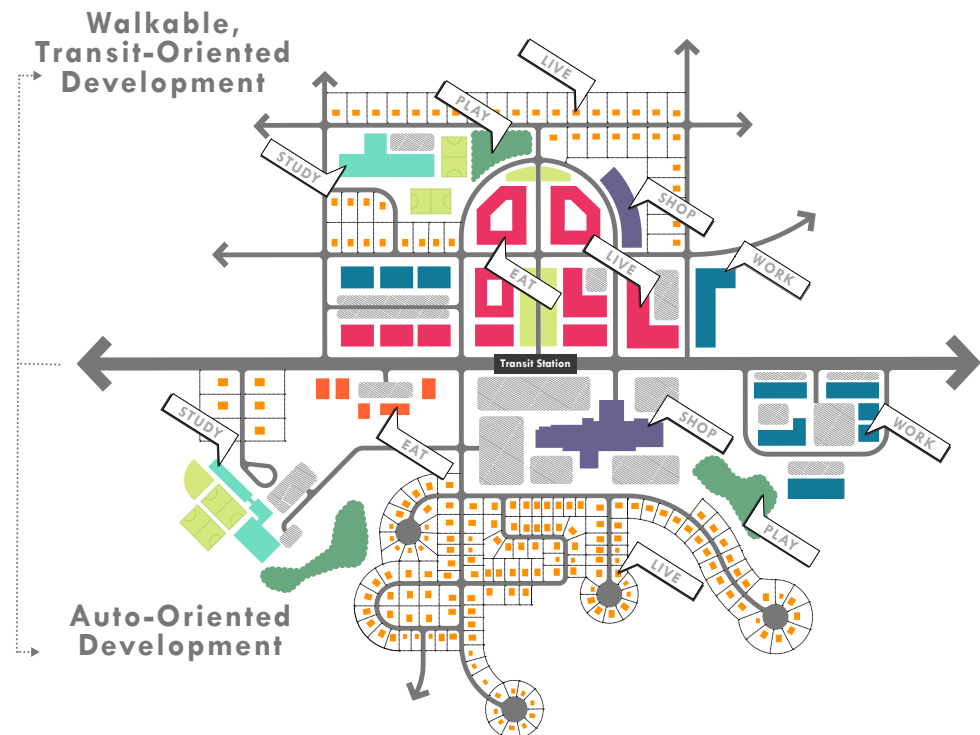 Walkable,
Transit-Oriented
Development
LIVE
PLAY
STUDY
SHOP
LIVE
WORK
EAT
Transit Station
STUDY
EAT
SHOP
WORK
PLAY
LIVE
Auto-Oriented
Development